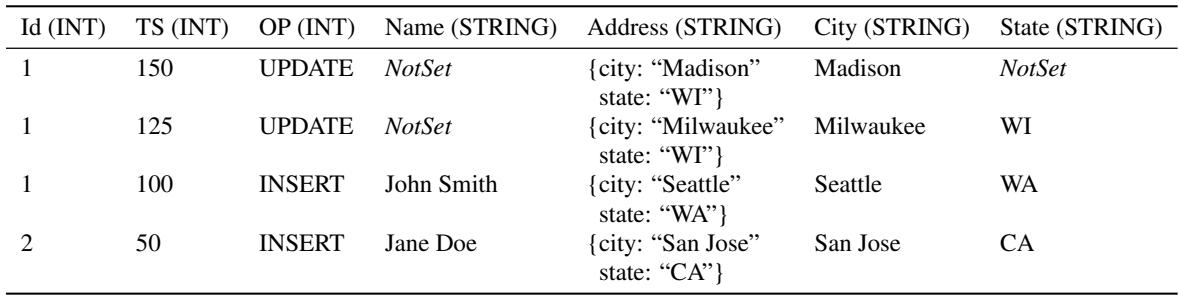 Id (INT) TS (INT) OP (INT) Name (STRING) Address (STRING) City (STRING) State (STRING)
1 150 UPDATE NotSet {city: “Madison” Madison NotSet
state: “WI”}
1 125 UPDATE NotSet {city: “Milwaukee” Milwaukee WI
state: “WI”}
1 100 INSERT John Smith {city: “Seattle” Seattle WA
state: “WA”}
2 50 INSERT Jane Doe {city: “San Jose” San Jose CA
state: “CA”}